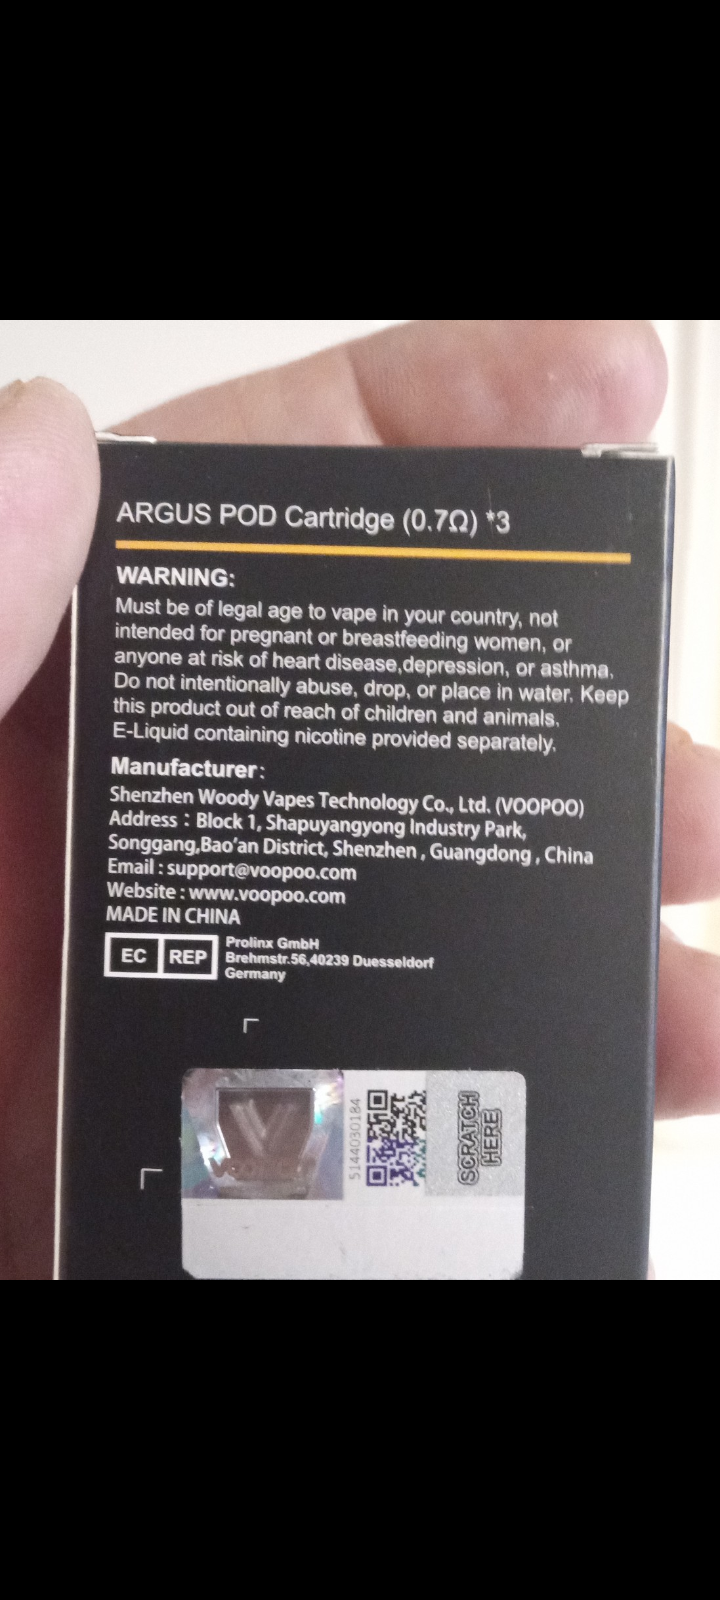 ARGUS POD Cartridge (0.7Ω) *3
WARNING:
Must be of legal age to vape in your country, not
intended for pregnant or breastfeeding women, or
anyone at risk of heart disease,depression, or asthma.
Do not intentionally abuse, drop, or place in water. Keep
this product out of reach of children and animals.
E-Liquid containing nicotine provided separately.
Manufacturer:
Shenzhen Woody Vapes Technology Co., Ltd. (VOOPOO)
Address : Block 1, Shapuyangyong Industry Park,
Songgang,Bao’an District, Shenzhen , Guangdong , China
Email : support@voopoo.com
Website : www.voopoo.com
MADE IN CHINA
EC REP
Prolinx GmbH
Brehmstr.56,40239 Duesseldorf
Germany
5144030184
SCRATCH
HERE